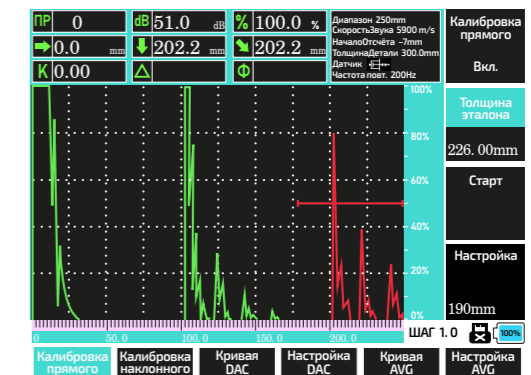 ПР 0 dB 51.0 dB % 100.0 %
➡ 0.0 mm ⬇ 202.2 mm ⬊ 202.2 mm
К 0.00 △ Ф
Диапазон 250mm
СкоростьЗвука 5900 m/s
НачалоОтсчёта –7mm
ТолщинаДетали 300.0mm
Датчик
Частота повт. 200Hz
Калибровка
прямого
Вкл.
Толщина
эталона
226.00mm
Старт
Настройка
190mm
100%
80%
60%
40%
20%
0%
0.0 50.0 100.0 150.0 200.0
ШАГ 1.0 100%
Калибровка
прямого
Калибровка
наклонного
Кривая
DAC
Настройка
DAC
Кривая
AVG
Настройка
AVG